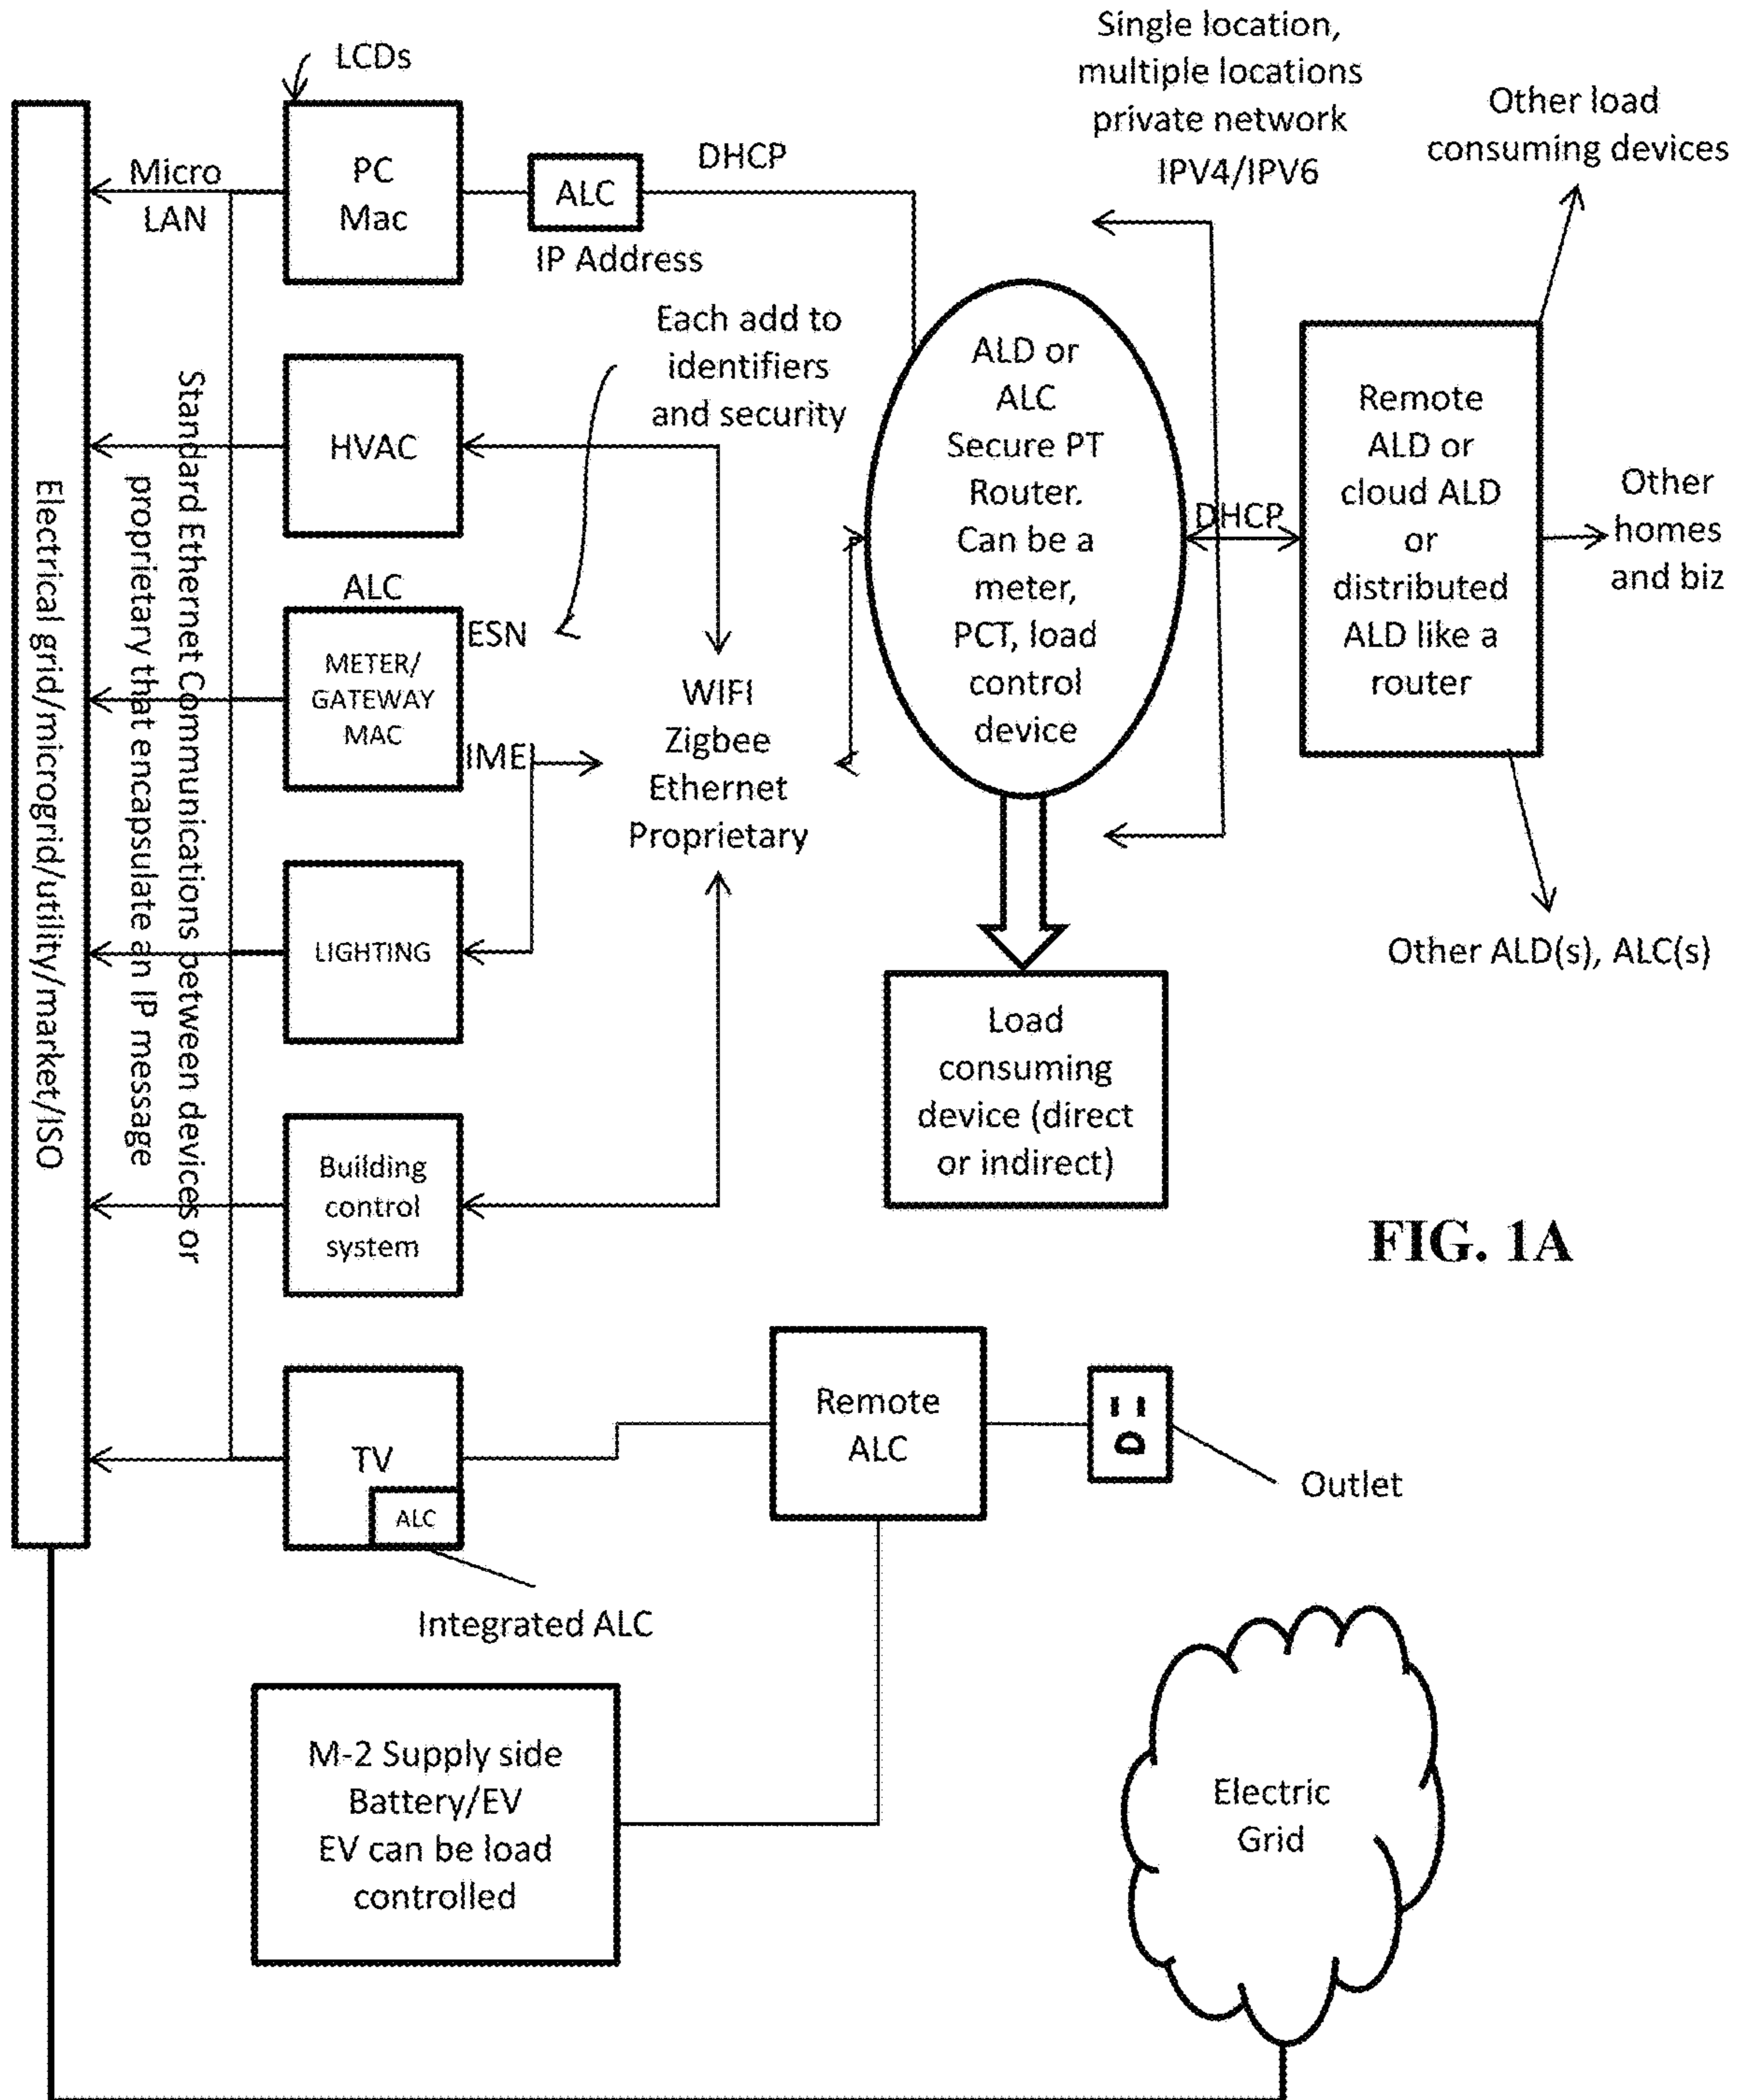 LCDs
Single location,
multiple locations
private network
IPV4/IPV6
Other load
consuming devices
Micro
LAN
PC
Mac
ALC
IP Address
DHCP
Each add to
identifiers
and security
HVAC
ALC
METER/
GATEWAY
MAC
ESN
IMEI
WIFI
Zigbee
Ethernet
Proprietary
ALD or
ALC
Secure PT
Router.
Can be a
meter,
PCT, load
control
device
DHCP
Remote
ALD or
cloud ALD
or
distributed
ALD like a
router
Other
homes
and biz
Other ALD(s), ALC(s)
Electrical grid/microgrid/utility/market/ISO
Standard Ethernet Communications between devices or
proprietary that encapsulate an IP message
LIGHTING
Load
consuming
device (direct
or indirect)
Building
control
system
FIG. 1A
TV
ALC
Integrated ALC
Remote
ALC
Outlet
M-2 Supply side
Battery/EV
EV can be load
controlled
Electric
Grid